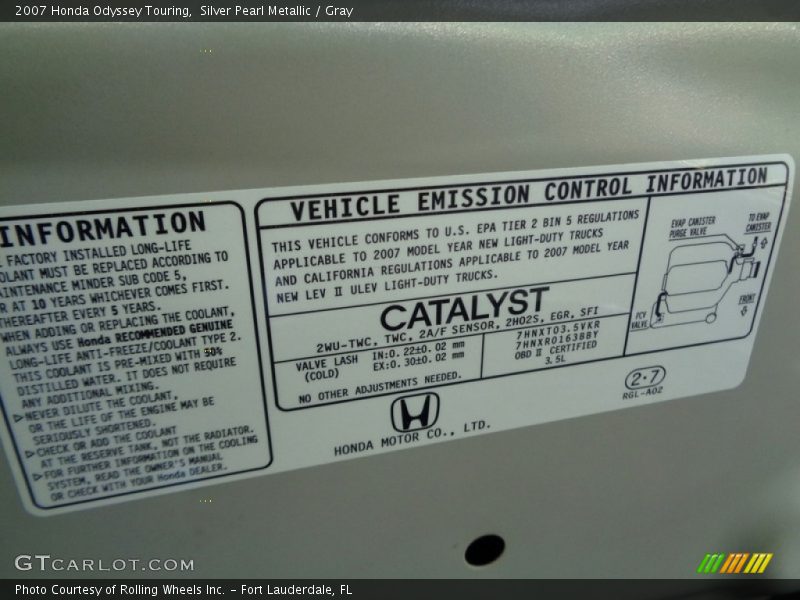 2007 Honda Odyssey Touring,  Silver Pearl Metallic / Gray
INFORMATION
FACTORY INSTALLED LONG-LIFE
MUST BE REPLACED ACCORDING TO
MINDER SUB CODE 5,
AT 10 YEARS WHICHEVER COMES FIRST.
EVERY 5 YEARS.
WHEN ADDING OR REPLACING THE COOLANT,
ALWAYS USE Honda RECOMMENDED GENUINE
LONG-LIFE ANTI-FREEZE/COOLANT TYPE 2.
THIS COOLANT IS PRE-MIXED WITH 50%
DISTILLED WATER. IT DOES NOT REQUIRE
ANY ADDITIONAL MIXING.
▷NEVER DILUTE THE COOLANT,
OR THE LIFE OF THE ENGINE MAY BE
SERIOUSLY SHORTENED.
▷CHECK OR ADD THE COOLANT
AT THE RESERVE TANK, NOT THE RADIATOR.
▷FOR FURTHER INFORMATION ON THE COOLING
SYSTEM, READ THE OWNER'S MANUAL
OR CHECK WITH YOUR Honda DEALER.
VEHICLE EMISSION CONTROL INFORMATION
THIS VEHICLE CONFORMS TO U.S. EPA TIER 2 BIN 5 REGULATIONS
APPLICABLE TO 2007 MODEL YEAR NEW LIGHT-DUTY TRUCKS
AND CALIFORNIA REGULATIONS APPLICABLE TO 2007 MODEL YEAR
NEW LEV II ULEV LIGHT-DUTY TRUCKS.
CATALYST
2WU-TWC, TWC, 2A/F SENSOR, 2HO2S, EGR, SFI
VALVE LASH IN:0.22±0.02 mm
(COLD) EX:0.30±0.02 mm
NO OTHER ADJUSTMENTS NEEDED.
7HNXT03.5VKR
7HNXR0163BBY
OBD II CERTIFIED
3.5L
EVAP CANISTER
PURGE VALVE
TO EVAP
CANISTER
PCV
VALVE
FRONT
HONDA MOTOR CO., LTD.
2·7
RGL-A02
GTCARLOT.COM
Photo Courtesy of Rolling Wheels Inc. – Fort Lauderdale, FL